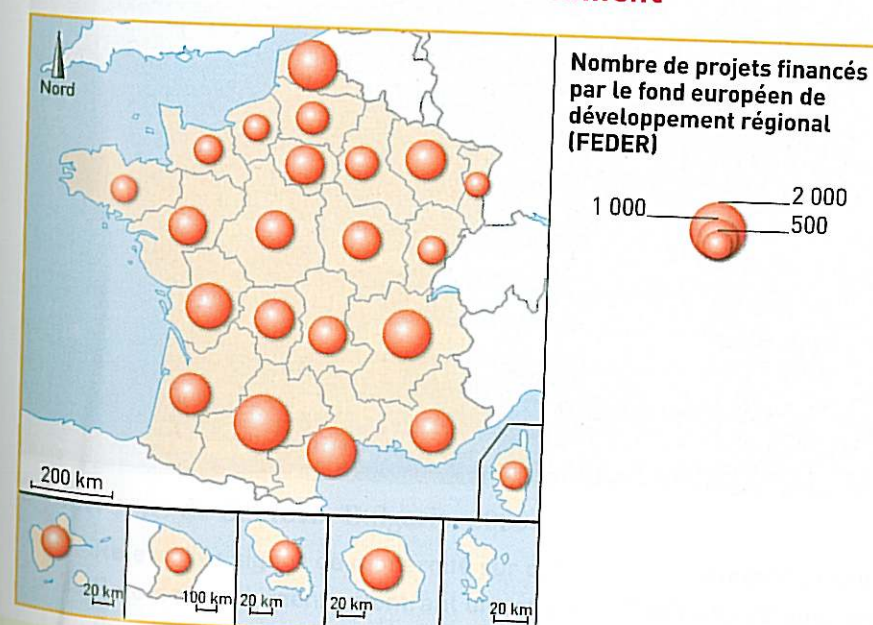 Nord
Nombre de projets financés
par le fond européen de
développement régional
(FEDER)
1 000
2 000
500
200 km
20 km
100 km
20 km
20 km
20 km